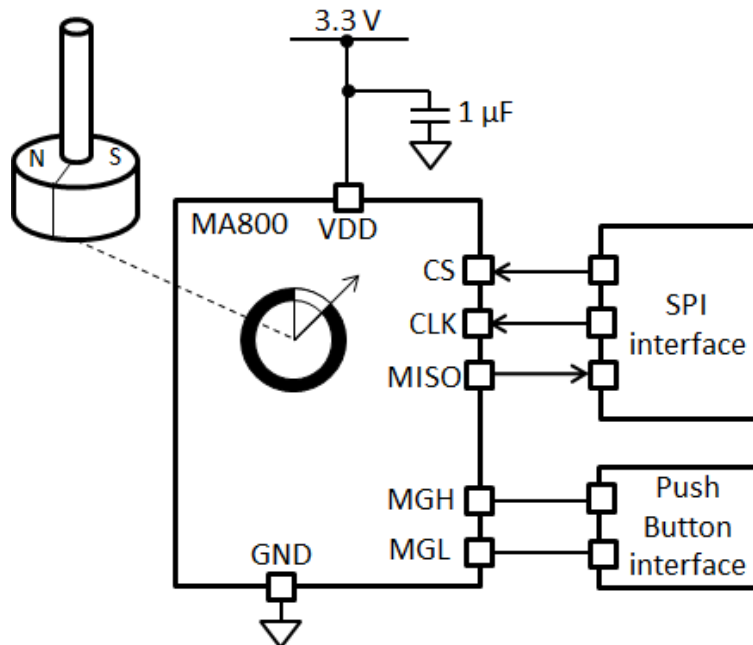 3.3 V
1 µF
N
S
MA800
VDD
CS
CLK
MISO
SPI
interface
MGH
MGL
Push
Button
interface
GND